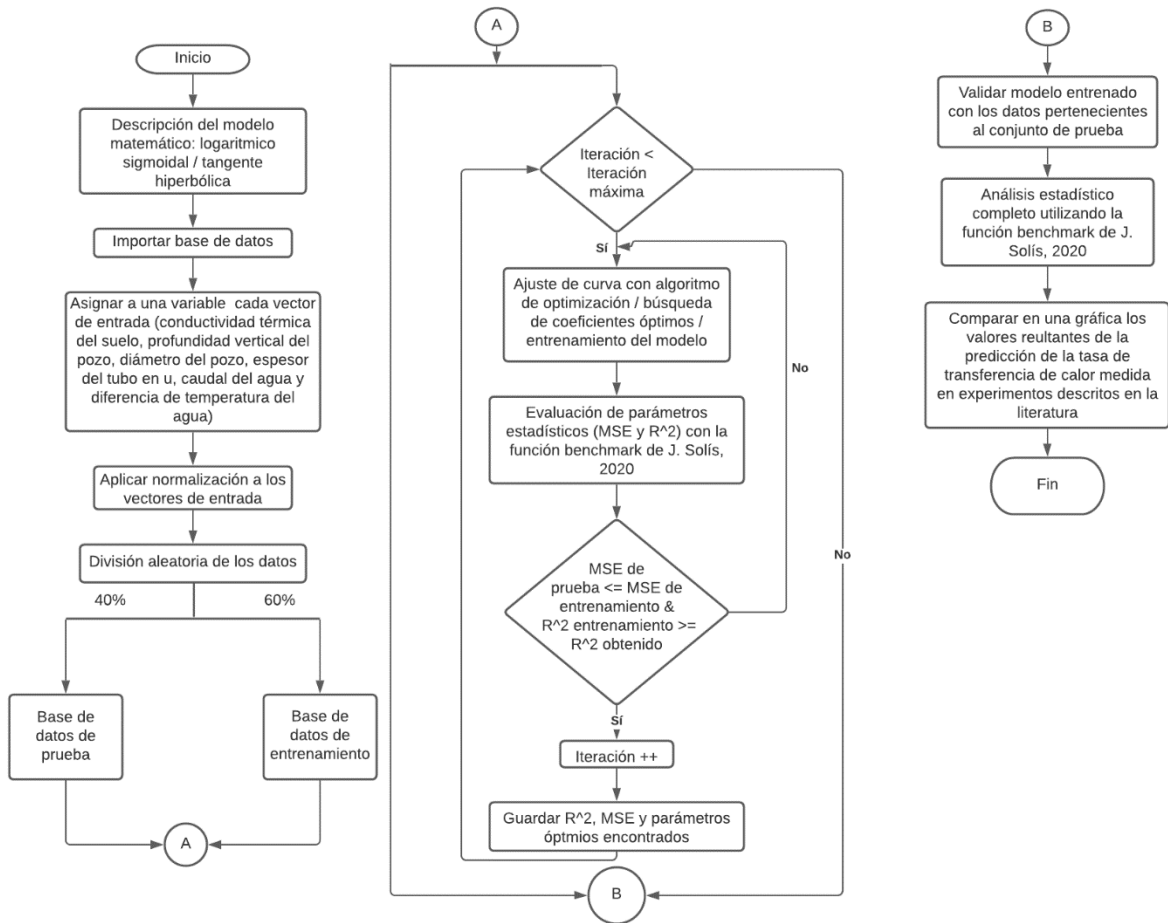 Inicio
Descripción del modelo
matemático: logaritmico
sigmoidal / tangente
hiperbólica
Importar base de datos
Asignar a una variable cada vector
de entrada (conductividad térmica
del suelo, profundidad vertical del
pozo, diámetro del pozo, espesor
del tubo en u, caudal del agua y
diferencia de temperatura del
agua)
Aplicar normalización a los
vectores de entrada
División aleatoria de los datos
40%
60%
Base de
datos de
prueba
Base de
datos de
entrenamiento
A
A
Iteración <
Iteración
máxima
Sí
Ajuste de curva con algoritmo
de optimización / búsqueda
de coeficientes óptimos /
entrenamiento del modelo
No
Evaluación de parámetros
estadísticos (MSE y R^2) con la
función benchmark de J. Solís,
2020
MSE de
prueba <= MSE de
entrenamiento &
R^2 entrenamiento >=
R^2 obtenido
No
Sí
Iteración ++
Guardar R^2, MSE y parámetros
óptmios encontrados
B
B
Validar modelo entrenado
con los datos pertenecientes
al conjunto de prueba
Análisis estadístico
completo utilizando la
función benchmark de J.
Solís, 2020
Comparar en una gráfica los
valores reultantes de la
predicción de la tasa de
transferencia de calor medida
en experimentos descritos en la
literatura
Fin